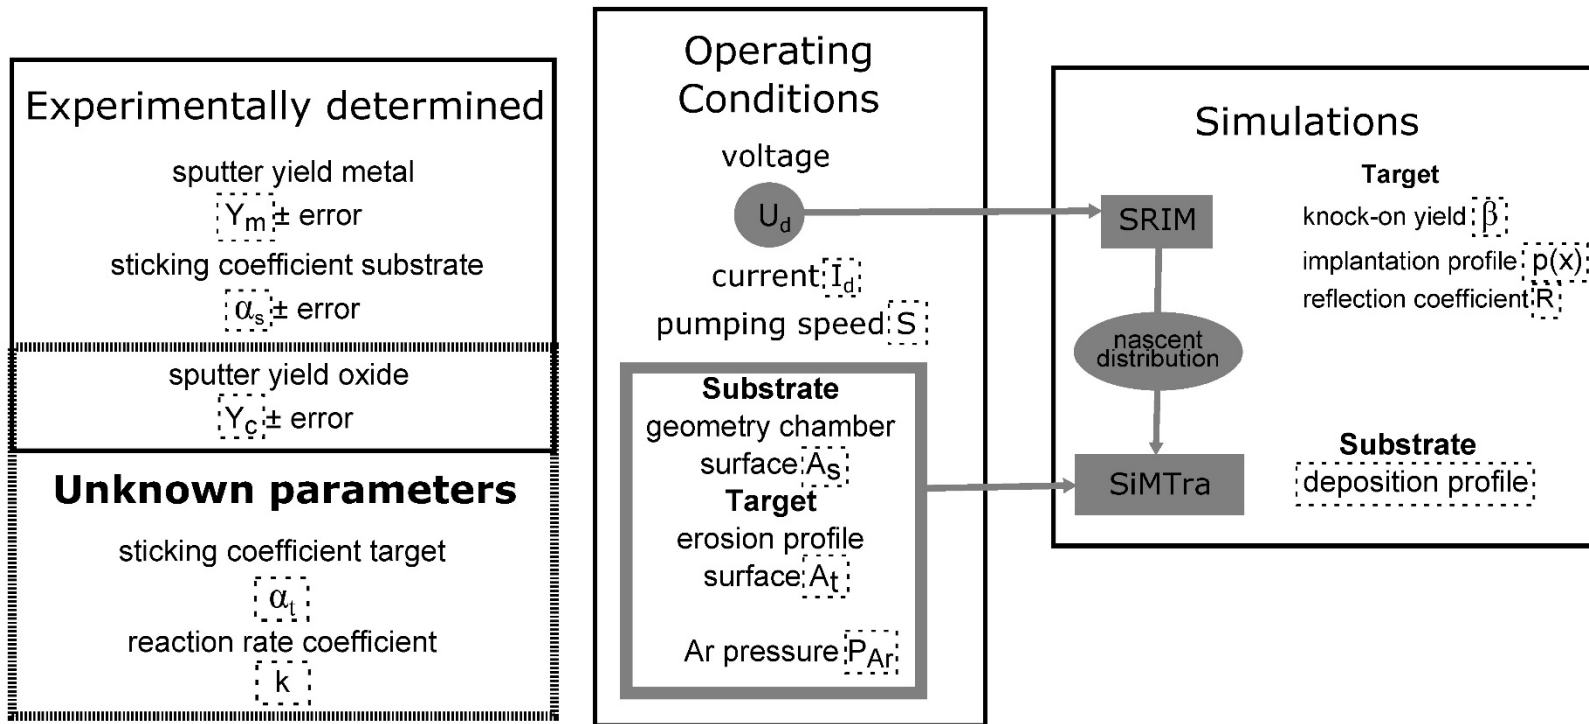 Experimentally determined
sputter yield metal
Ym ± error
sticking coefficient substrate
αs ± error
sputter yield oxide
Yc ± error
Unknown parameters
sticking coefficient target
αt
reaction rate coefficient
k
Operating
Conditions
voltage
Ud
current Id
pumping speed S
Substrate
geometry chamber
surface As
Target
erosion profile
surface At
Ar pressure PAr
Simulations
SRIM
nascent
distribution
SiMTra
Target
knock-on yield β
implantation profile p(x)
reflection coefficient R
Substrate
deposition profile